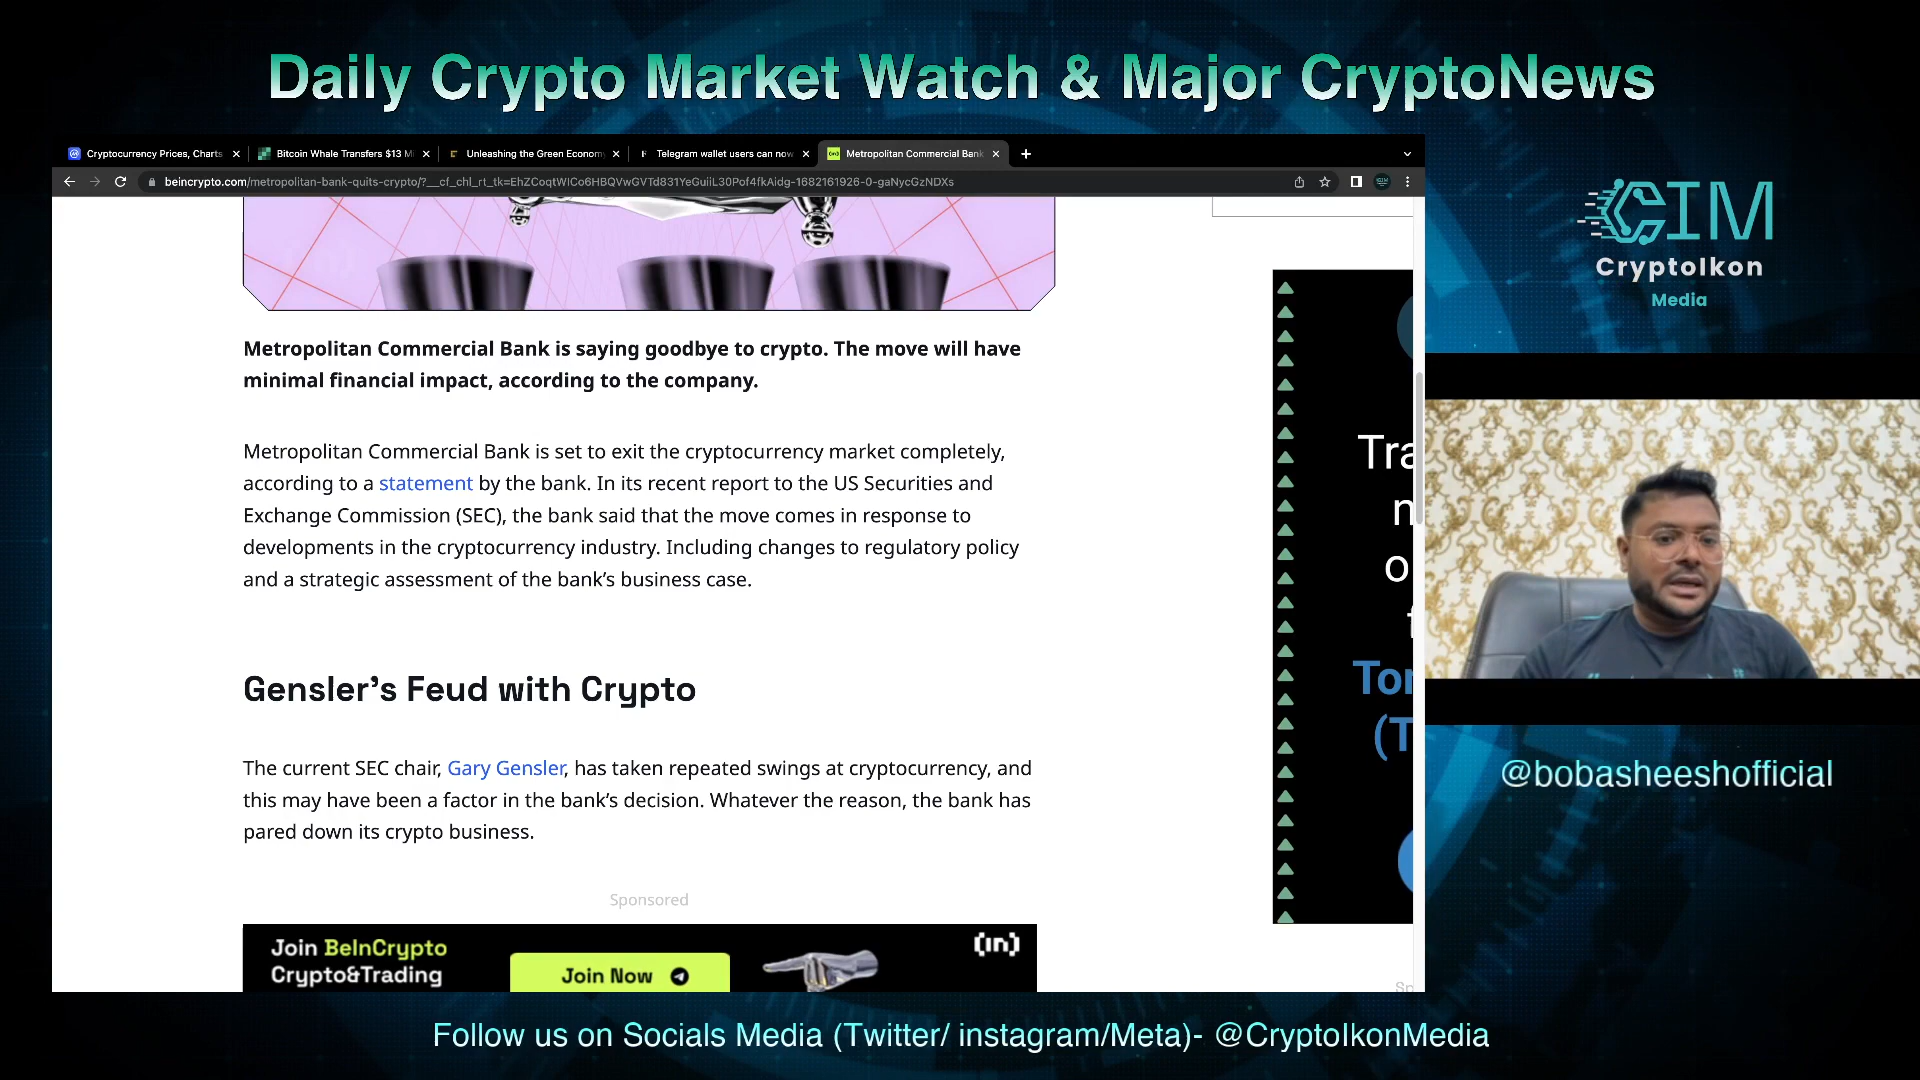 Daily Crypto Market Watch & Major CryptoNews
Cryptocurrency Prices, Charts
Bitcoin Whale Transfers $13 M
Unleashing the Green Economy
Telegram wallet users can now
Metropolitan Commercial Bank
beincrypto.com/metropolitan-bank-quits-crypto/?__cf_chl_rt_tk=EhZCoqtWICo6HBQVwGVTd831YeGuiiL30Pof4fkAidg-1682161926-0-gaNycGzNDXs
CIM
CryptoIkon
Media
Metropolitan Commercial Bank is saying goodbye to crypto. The move will have
minimal financial impact, according to the company.
Metropolitan Commercial Bank is set to exit the cryptocurrency market completely,
according to a statement by the bank. In its recent report to the US Securities and
Exchange Commission (SEC), the bank said that the move comes in response to
developments in the cryptocurrency industry. Including changes to regulatory policy
and a strategic assessment of the bank’s business case.
Gensler’s Feud with Crypto
The current SEC chair, Gary Gensler, has taken repeated swings at cryptocurrency, and
this may have been a factor in the bank’s decision. Whatever the reason, the bank has
pared down its crypto business.
Sponsored
Join BeInCrypto
Crypto&Trading
Join Now
(in)
@bobasheeshofficial
Follow us on Socials Media (Twitter/ instagram/Meta)- @CryptoIkonMedia